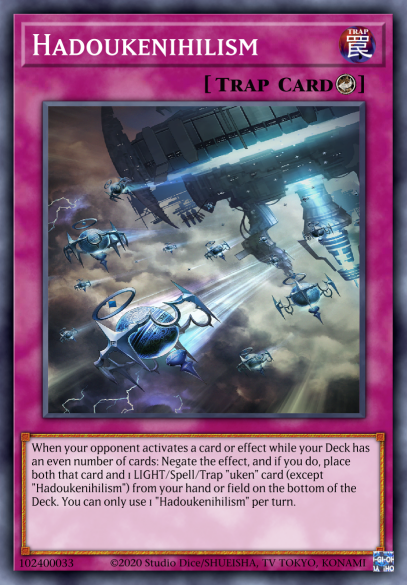 Hadoukenihilism
TRAP
罠
[Trap Card]
When your opponent activates a card or effect while your Deck has
an even number of cards: Negate the effect, and if you do, place
both that card and 1 LIGHT/Spell/Trap "uken" card (except
"Hadoukenihilism") from your hand or field on the bottom of the
Deck. You can only use 1 "Hadoukenihilism" per turn.
102400033
©2020 Studio Dice/SHUEISHA, TV TOKYO, KONAMI